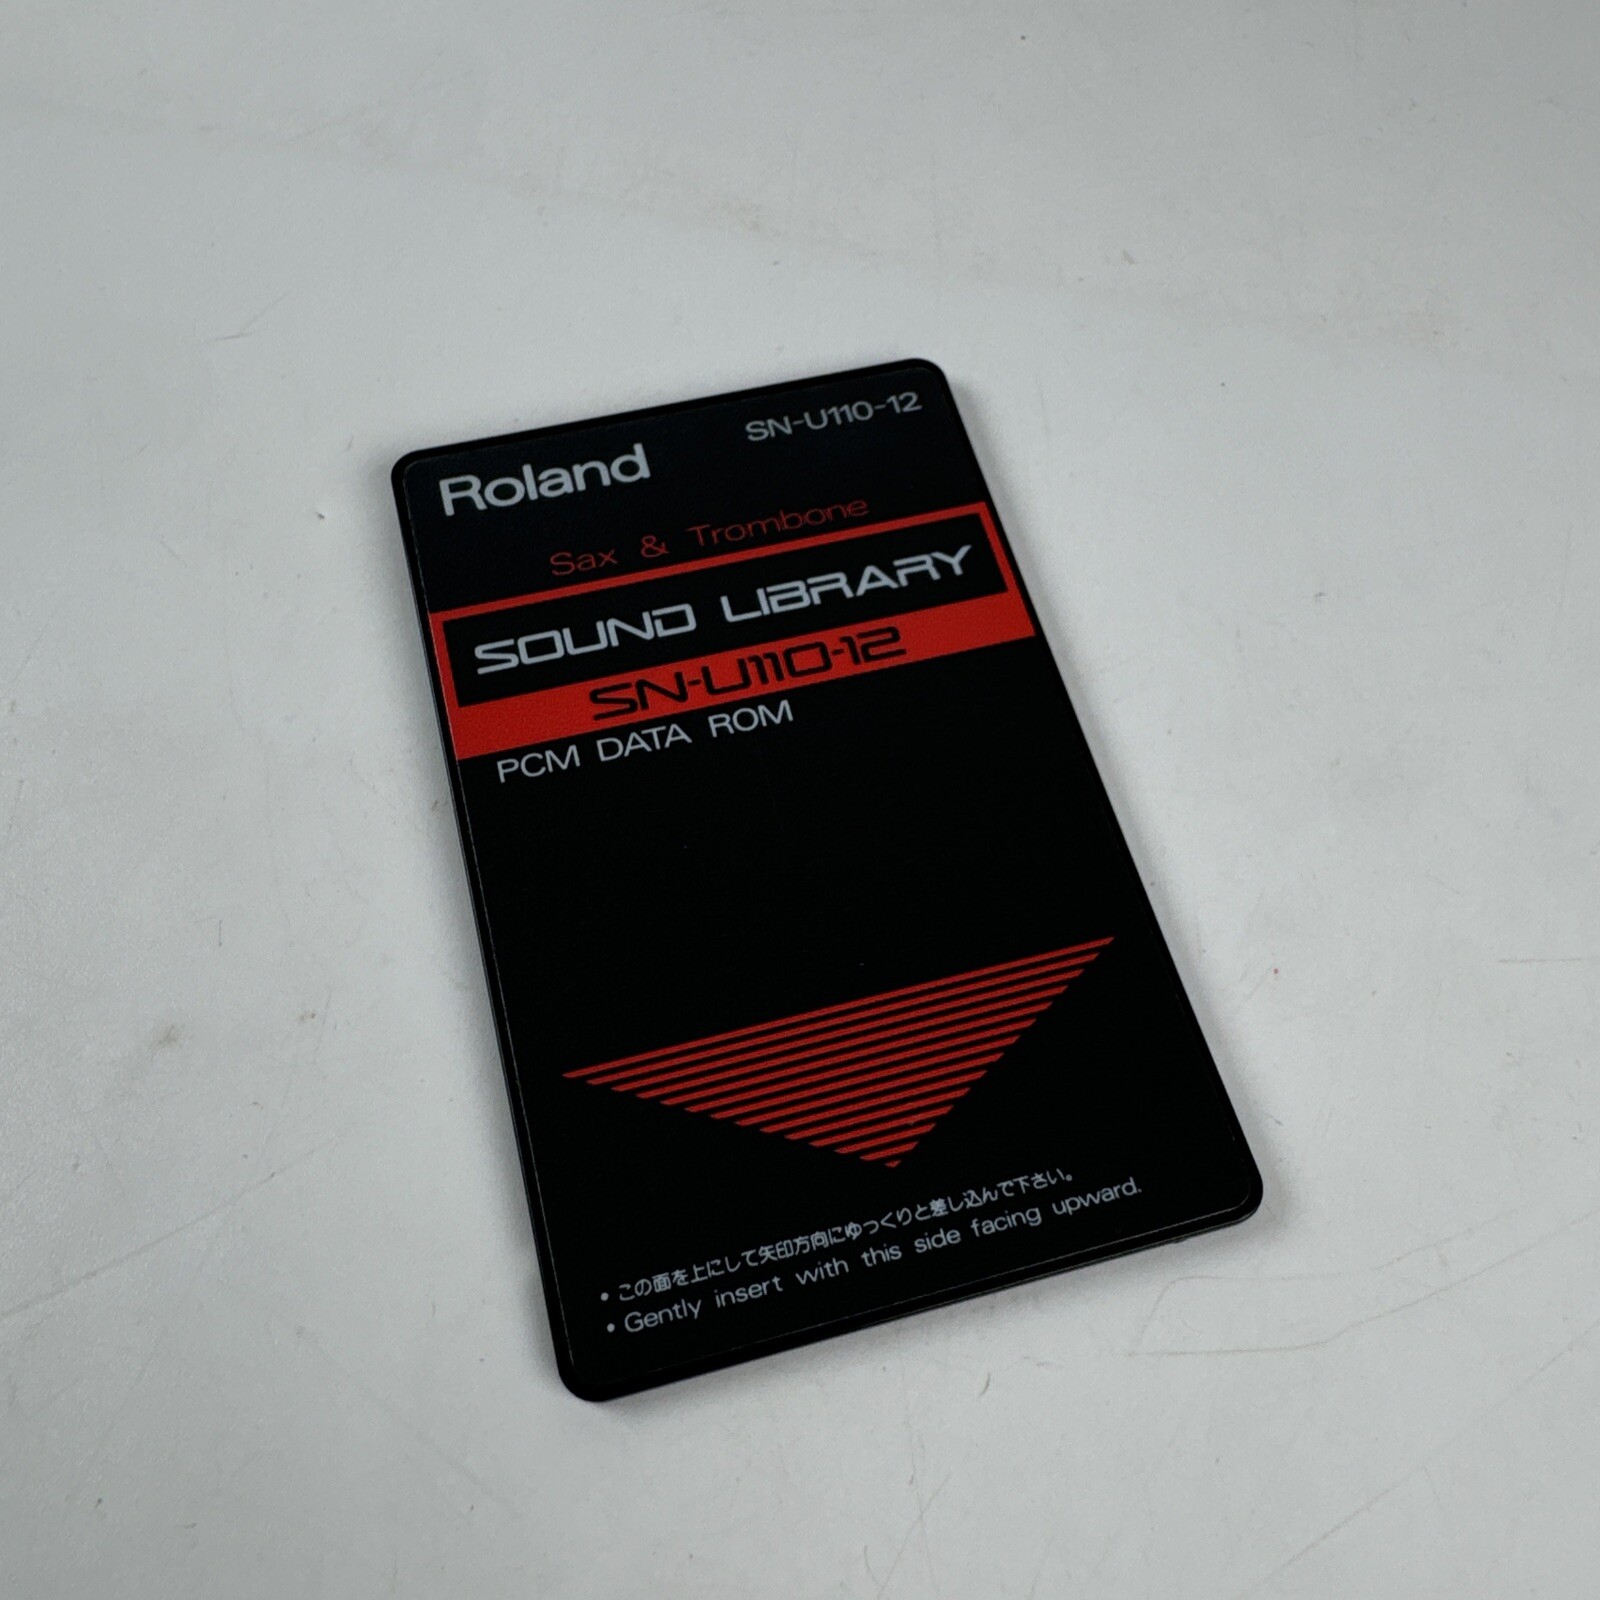 Roland
SN-U110-12
Sax & Trombone
SOUND LIBRARY
SN-U110-12
PCM DATA ROM
• この面を上にして矢印方向にゆっくりと差し込んで下さい。
• Gently insert with this side facing upward.